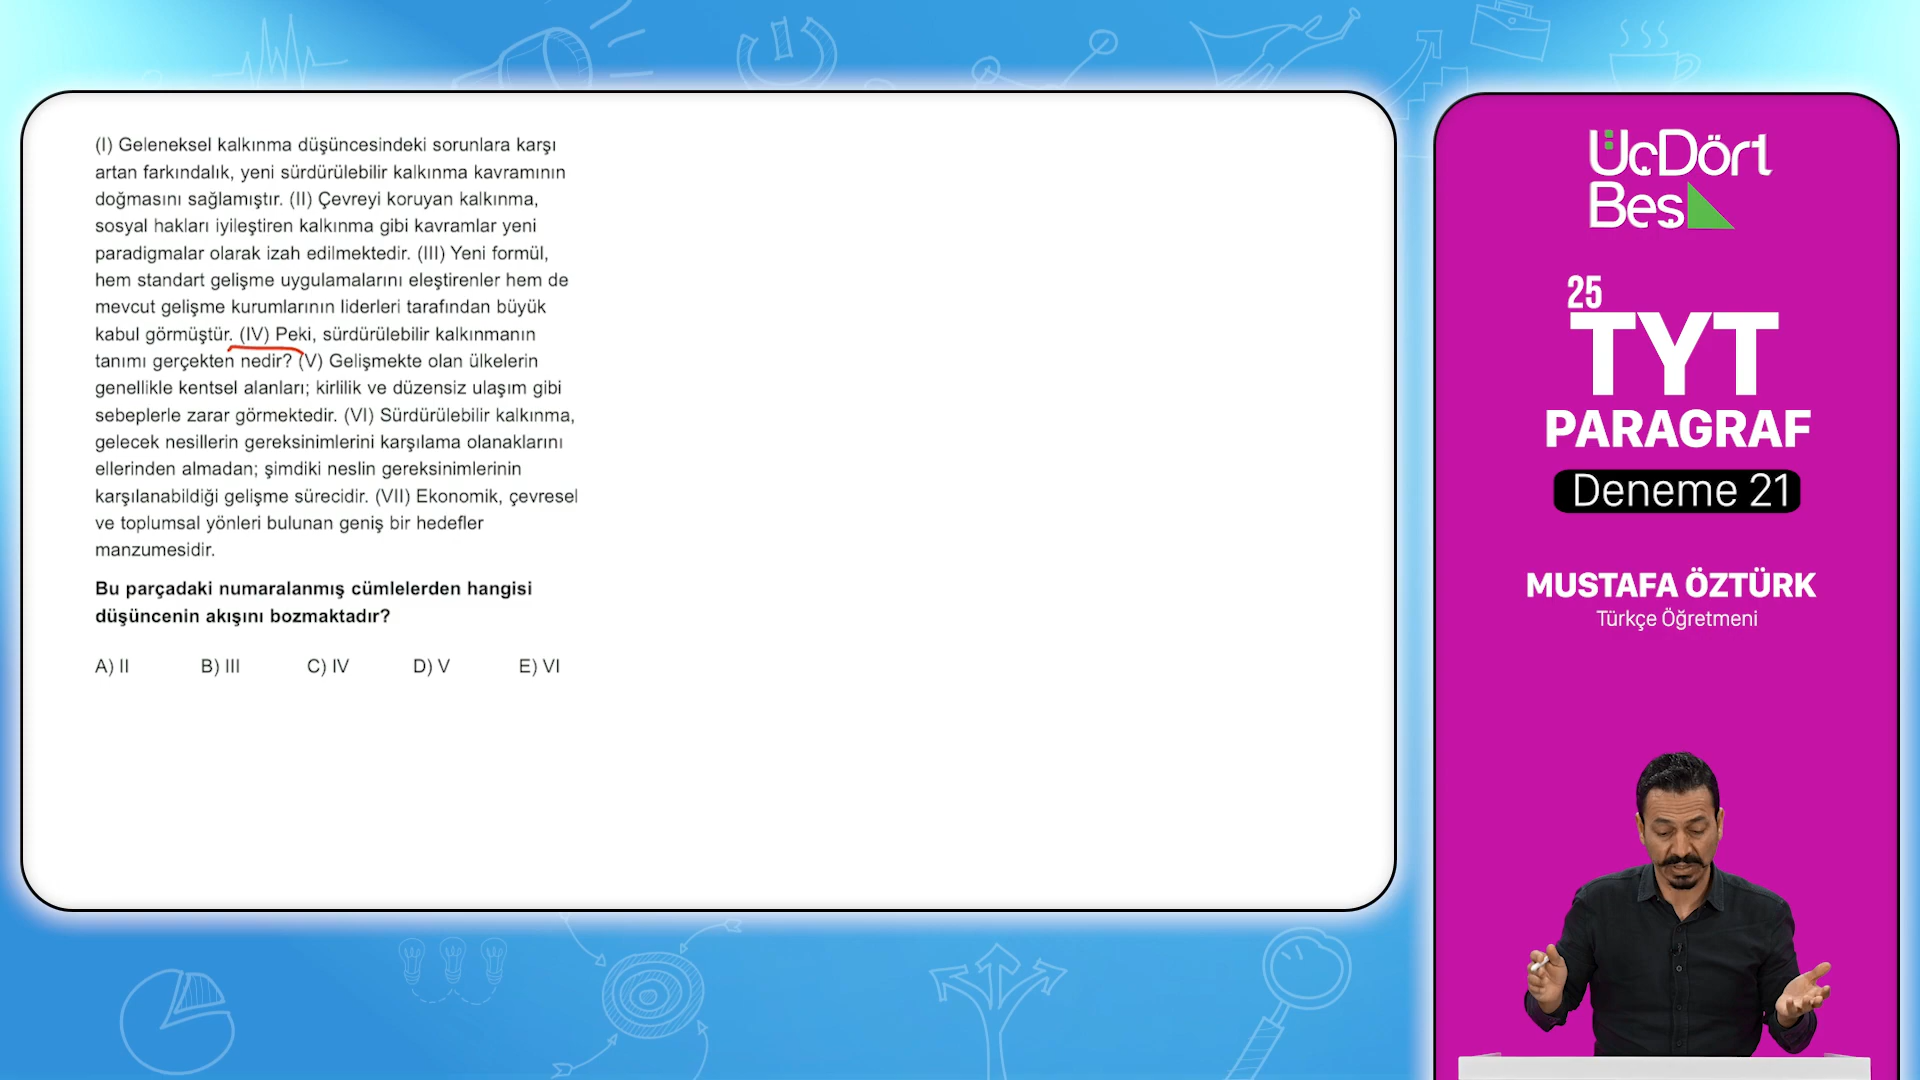 (I) Geleneksel kalkınma düşüncesindeki sorunlara karşı
artan farkındalık, yeni sürdürülebilir kalkınma kavramının
doğmasını sağlamıştır. (II) Çevreyi koruyan kalkınma,
sosyal hakları iyileştiren kalkınma gibi kavramlar yeni
paradigmalar olarak izah edilmektedir. (III) Yeni formül,
hem standart gelişme uygulamalarını eleştirenler hem de
mevcut gelişme kurumlarının liderleri tarafından büyük
kabul görmüştür. (IV) Peki, sürdürülebilir kalkınmanın
tanımı gerçekten nedir? (V) Gelişmekte olan ülkelerin
genellikle kentsel alanları; kirlilik ve düzensiz ulaşım gibi
sebeplerle zarar görmektedir. (VI) Sürdürülebilir kalkınma,
gelecek nesillerin gereksinimlerini karşılama olanaklarını
ellerinden almadan; şimdiki neslin gereksinimlerinin
karşılanabildiği gelişme sürecidir. (VII) Ekonomik, çevresel
ve toplumsal yönleri bulunan geniş bir hedefler
manzumesidir.
Bu parçadaki numaralanmış cümlelerden hangisi
düşüncenin akışını bozmaktadır?
A) II B) III C) IV D) V E) VI
ÜçDört
Beş
25
TYT
PARAGRAF
Deneme 21
MUSTAFA ÖZTÜRK
Türkçe Öğretmeni